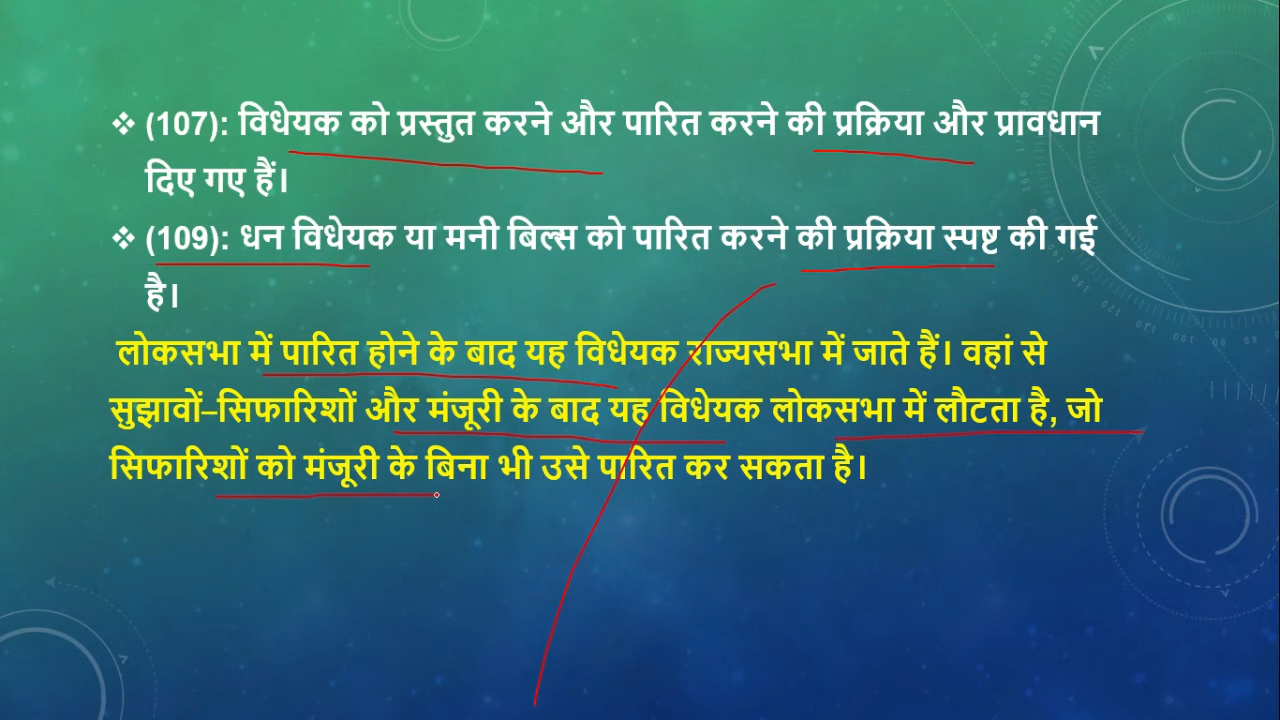 ❖ (107): विधेयक को प्रस्तुत करने और पारित करने की प्रक्रिया और प्रावधान
दिए गए हैं।
❖ (109): धन विधेयक या मनी बिल्स को पारित करने की प्रक्रिया स्पष्ट की गई
है।
लोकसभा में पारित होने के बाद यह विधेयक राज्यसभा में जाते हैं। वहां से
सुझावों–सिफारिशों और मंजूरी के बाद यह विधेयक लोकसभा में लौटता है, जो
सिफारिशों को मंजूरी के बिना भी उसे पारित कर सकता है।